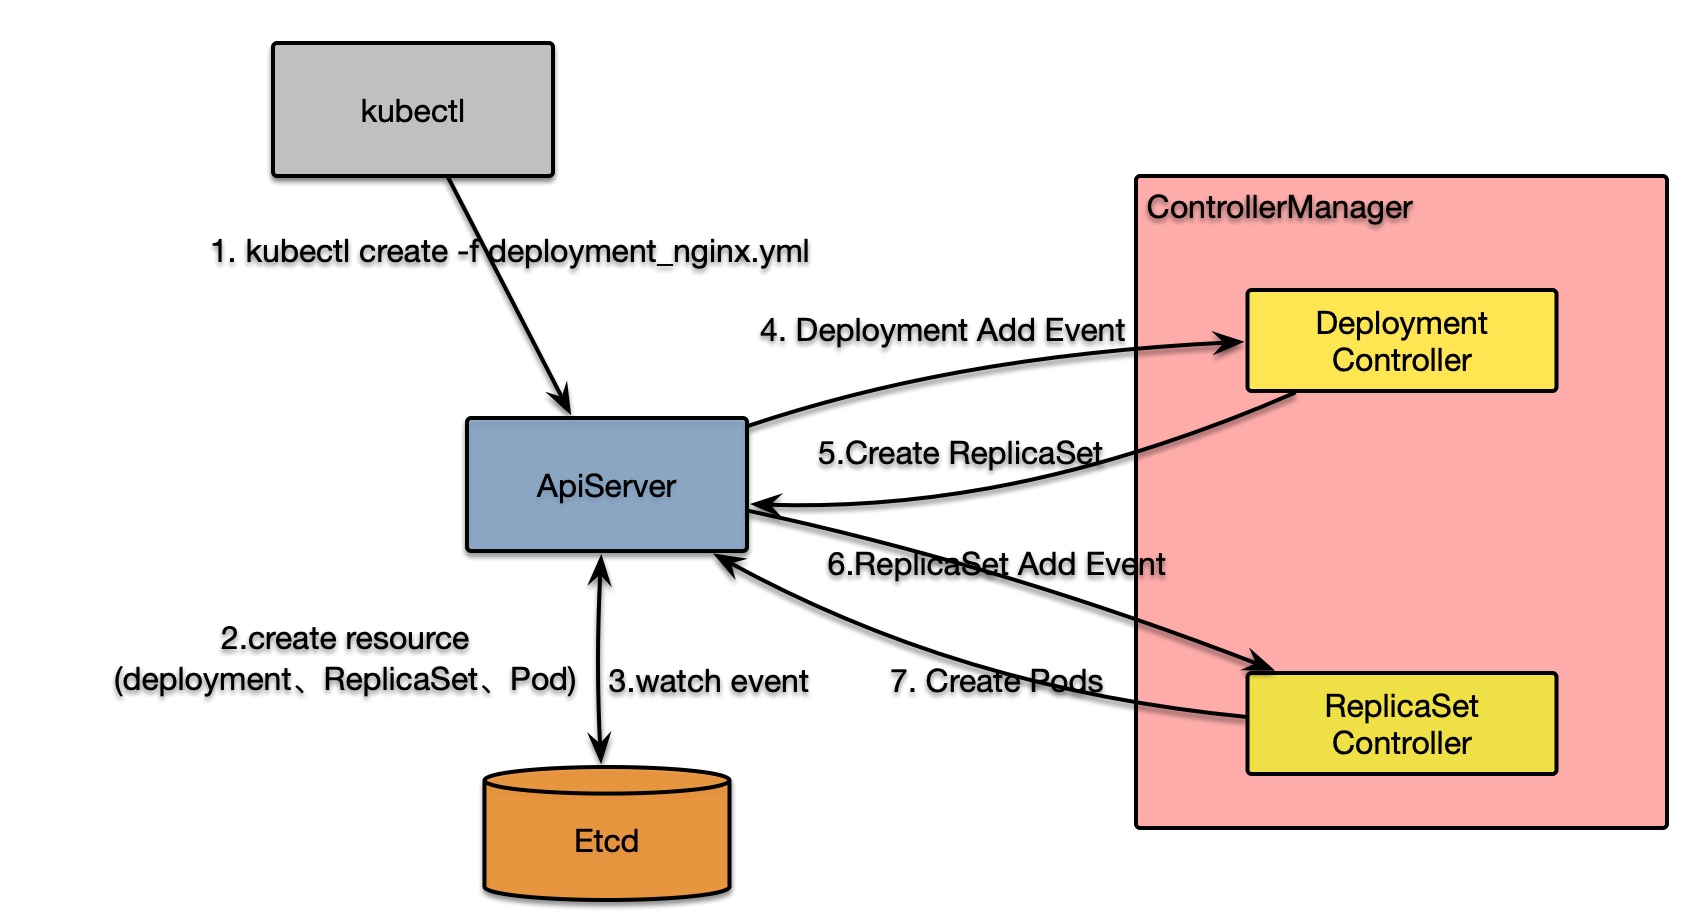 kubectl
1. kubectl create -f deployment_nginx.yml
ControllerManager
4. Deployment Add Event
Deployment
Controller
5.Create ReplicaSet
ApiServer
6.ReplicaSet Add Event
2.create resource
(deployment、ReplicaSet、Pod)
3.watch event
7. Create Pods
ReplicaSet
Controller
Etcd